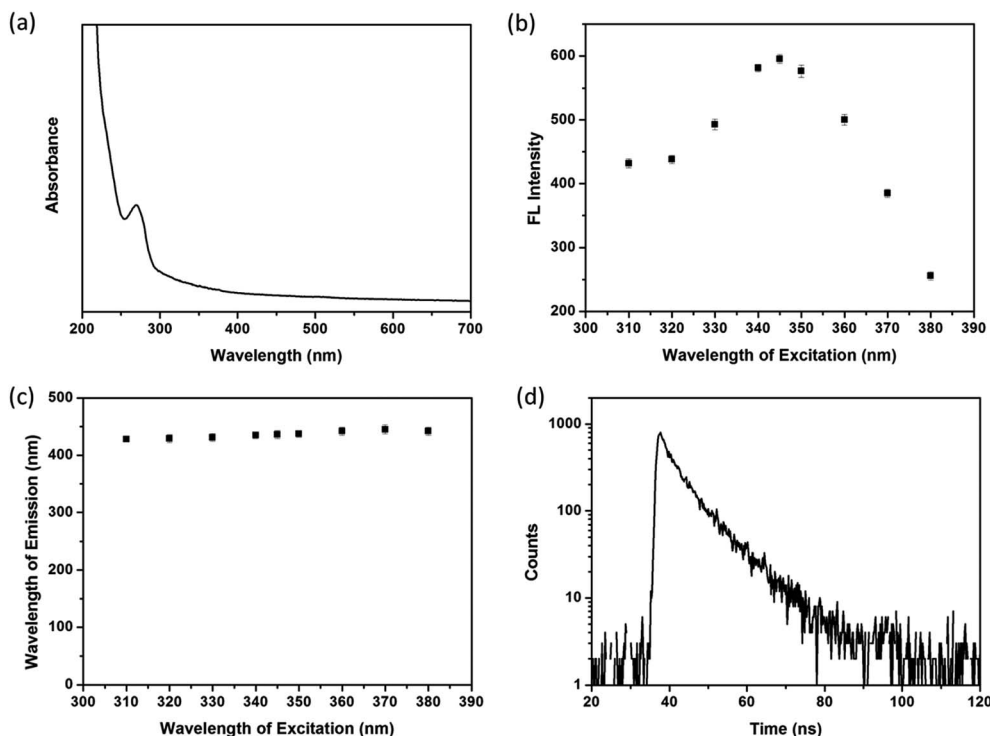 (a)
Absorbance
200 300 400 500 600 700
Wavelength (nm)
(b)
FL Intensity
600
500
400
300
200
300 310 320 330 340 350 360 370 380 390
Wavelength of Excitation (nm)
(c)
Wavelength of Emission (nm)
500
400
300
200
100
0
300 310 320 330 340 350 360 370 380 390
Wavelength of Excitation (nm)
(d)
Counts
1000
100
10
1
20 40 60 80 100 120
Time (ns)